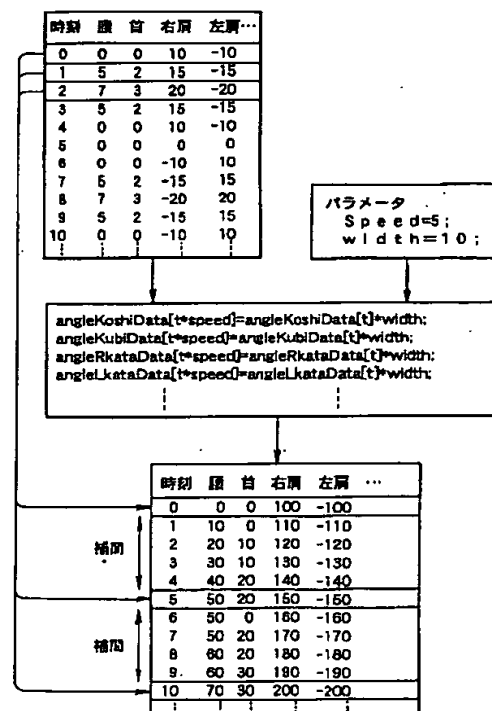 時刻 腰 首 右肩 左肩…
0 0 0 10 -10
1 5 2 15 -15
2 7 3 20 -20
3 5 2 15 -15
4 0 0 10 -10
5 0 0 0 0
6 0 0 -10 10
7 5 2 -15 15
8 7 3 -20 20
9 5 2 -15 15
10 0 0 -10 10
パラメータ
Speed=5;
width=10;
angleKoshiData[t*speed]=angleKoshiData[t]*width;
angleKubiData[t*speed]=angleKubiData[t]*width;
angleRkataData[t*speed]=angleRkataData[t]*width;
angleLkataData[t*speed]=angleLkataData[t]*width;
時刻 腰 首 右肩 左肩 …
0 0 0 100 -100
1 10 0 110 -110
2 20 10 120 -120
3 30 10 130 -130
4 40 20 140 -140
5 50 20 150 -150
6 50 0 160 -160
7 50 20 170 -170
8 60 20 180 -180
9 60 30 190 -190
10 70 30 200 -200
補間
補間